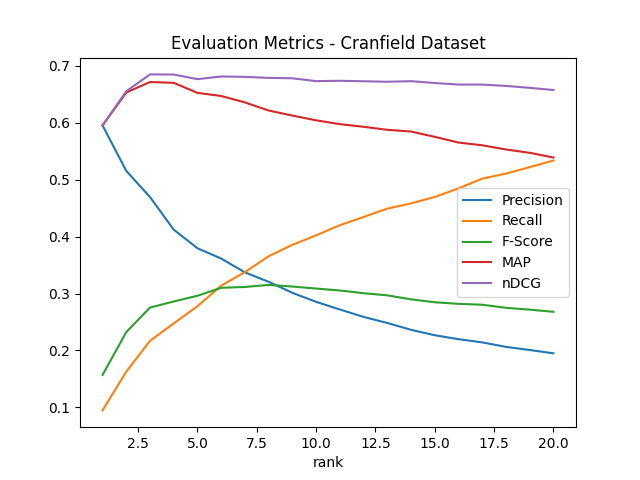 Evaluation Metrics - Cranfield Dataset
0.7
0.6
0.5
0.4
0.3
0.2
0.1
Precision
Recall
F-Score
MAP
nDCG
2.5 5.0 7.5 10.0 12.5 15.0 17.5 20.0
rank